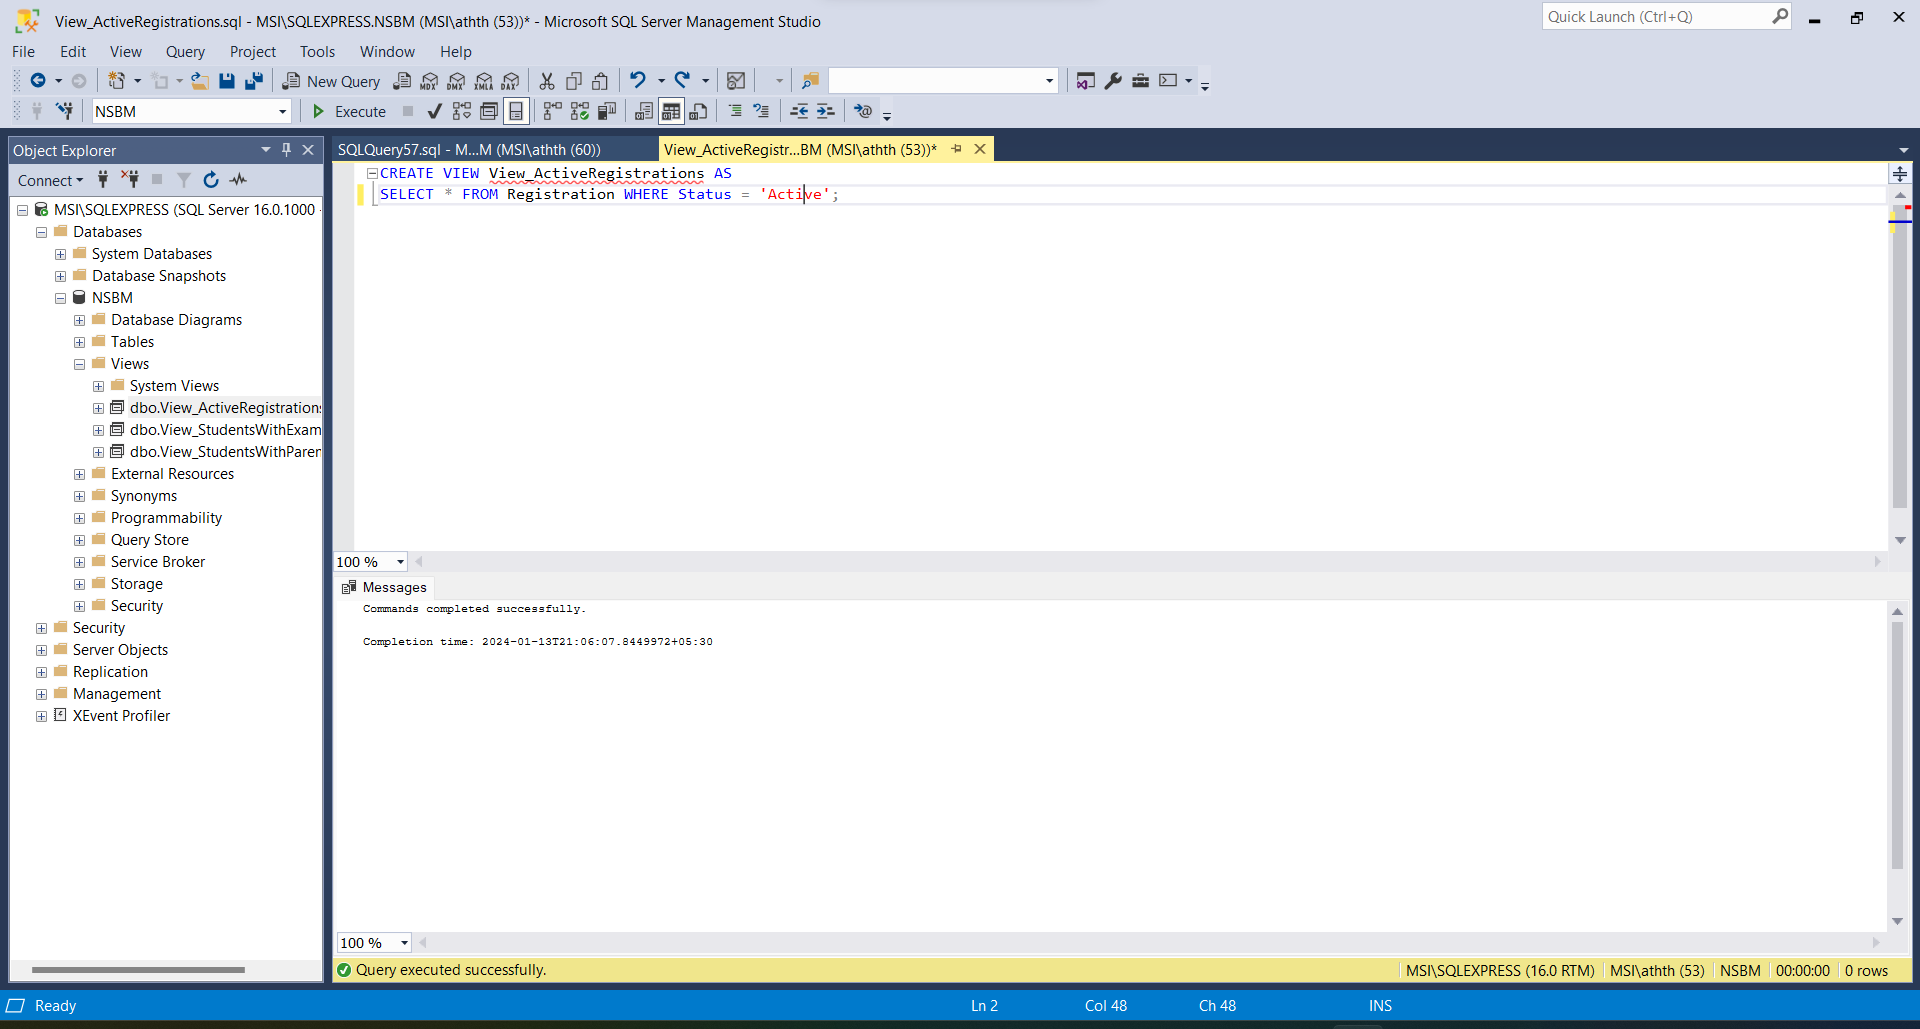 View_ActiveRegistrations.sql - MSI\SQLEXPRESS.NSBM (MSI\athth (53))* - Microsoft SQL Server Management Studio
Quick Launch (Ctrl+Q)
File Edit View Query Project Tools Window Help
New Query MDX DMX XMLA DAX
NSBM Execute
Object Explorer
Connect
MSI\SQLEXPRESS (SQL Server 16.0.1000 -
Databases
System Databases
Database Snapshots
NSBM
Database Diagrams
Tables
Views
System Views
dbo.View_ActiveRegistrations
dbo.View_StudentsWithExam
dbo.View_StudentsWithParen
External Resources
Synonyms
Programmability
Query Store
Service Broker
Storage
Security
Security
Server Objects
Replication
Management
XEvent Profiler
SQLQuery57.sql - M...M (MSI\athth (60))
View_ActiveRegistr...BM (MSI\athth (53))*
CREATE VIEW View_ActiveRegistrations AS
SELECT * FROM Registration WHERE Status = 'Active';
100 %
Messages
Commands completed successfully.
Completion time: 2024-01-13T21:06:07.8449972+05:30
100 %
Query executed successfully.
MSI\SQLEXPRESS (16.0 RTM) MSI\athth (53) NSBM 00:00:00 0 rows
Ready Ln 2 Col 48 Ch 48 INS